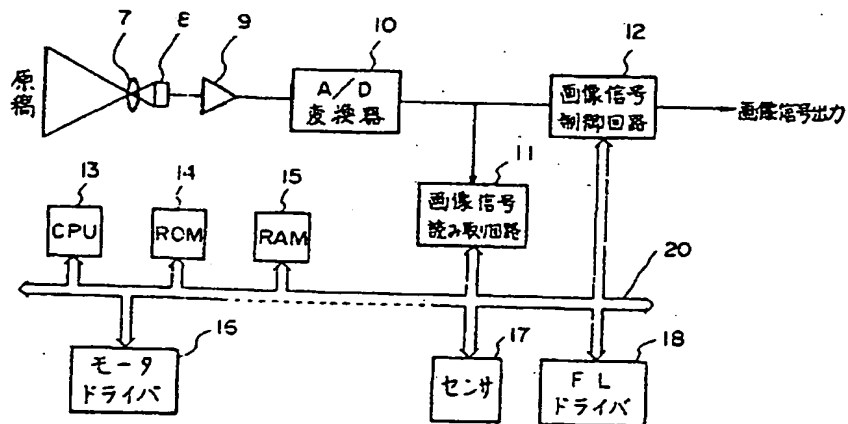 7
8
9
10
12
原稿
A/D
変換器
画像信号
制御回路
画像信号出力
11
13
14
15
画像信号
読み取り回路
CPU
ROM
RAM
20
16
17
18
モータ
ドライバ
センサ
FL
ドライバ